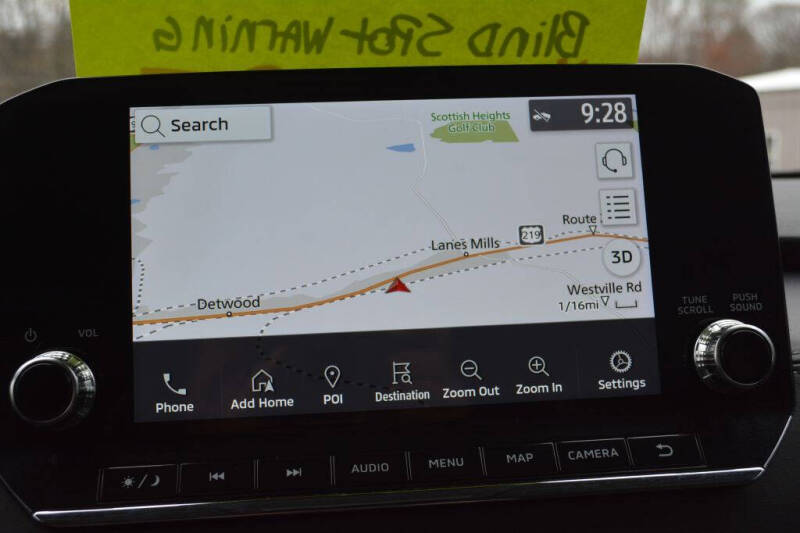 Blind SPot WARNING
Search
Scottish Heights
Golf Club
9:28
219
Route
Lanes Mills
3D
Westville Rd
1/16mi
Detwood
TUNE
SCROLL
PUSH
SOUND
VOL
Phone
Add Home
POI
Destination
Zoom Out
Zoom In
Settings
AUDIO
MENU
MAP
CAMERA